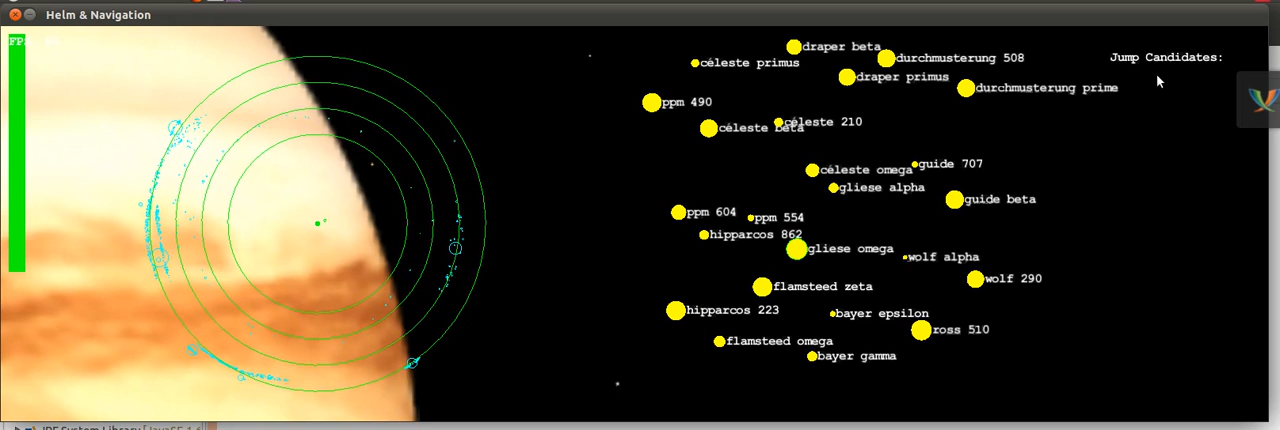 Helm & Navigation
FP
draper beta
céleste primus
durchmusterung 508
Jump Candidates:
draper primus
durchmusterung prime
ppm 490
céleste 210
céleste beta
guide 707
céleste omega
gliese alpha
guide beta
ppm 604
ppm 554
hipparcos 862
gliese omega
wolf alpha
wolf 290
flamsteed zeta
hipparcos 223
bayer epsilon
ross 510
flamsteed omega
bayer gamma